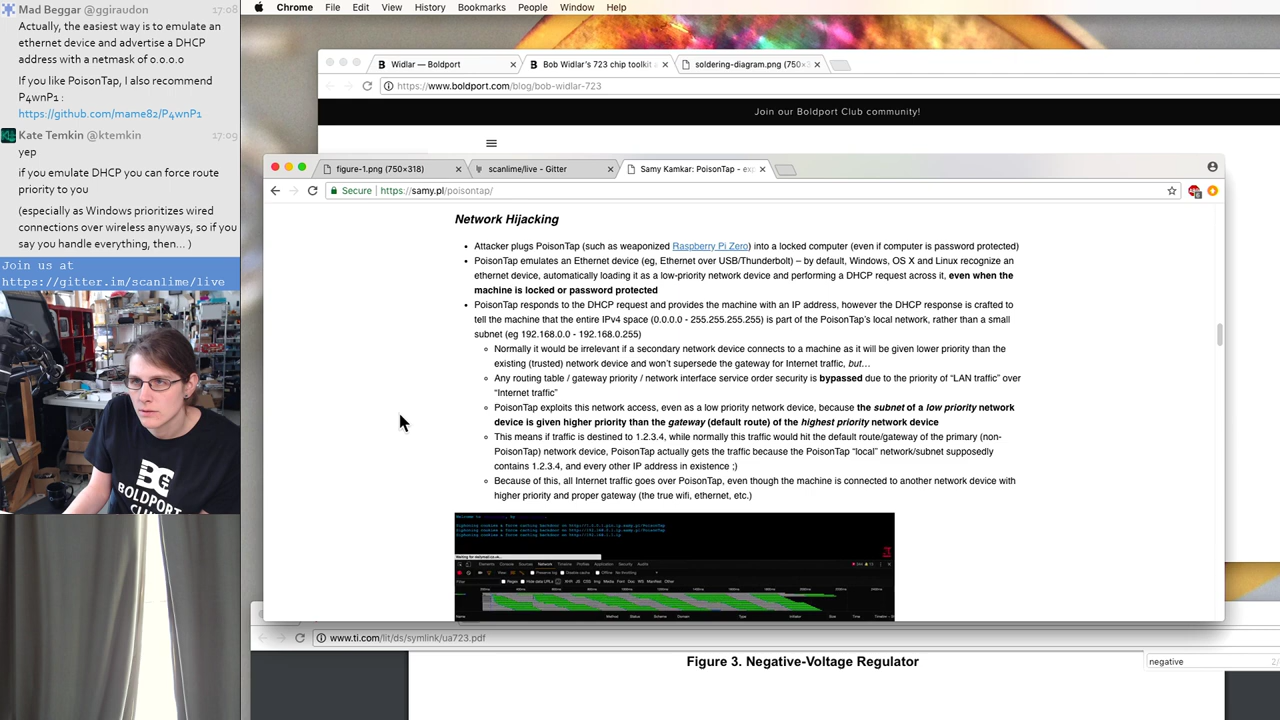 Mad Beggar @ggiraudon 17:08
Actually, the easiest way is to emulate an
ethernet device and advertise a DHCP
address with a netmask of 0.0.0.0
If you like PoisonTap, I also recommend
P4wnP1 :
https://github.com/mame82/P4wnP1
Kate Temkin @ktemkin 17:09
yep
if you emulate DHCP you can force route
priority to you
(especially as Windows prioritizes wired
connections over wireless anyways, so if you
say you handle everything, then... )
Join us at
https://gitter.im/scanlime/live
BOLDPORT
CLUB
Chrome File Edit View History Bookmarks People Window Help
Widlar — Boldport
Bob Widlar's 723 chip toolkit
soldering-diagram.png (750×
https://www.boldport.com/blog/bob-widlar-723
Join our Boldport Club community!
figure-1.png (750×318)
scanlime/live - Gitter
Samy Kamkar: PoisonTap - ex
Secure https://samy.pl/poisontap/
Network Hijacking
• Attacker plugs PoisonTap (such as weaponized Raspberry Pi Zero) into a locked computer (even if computer is password protected)
• PoisonTap emulates an Ethernet device (eg, Ethernet over USB/Thunderbolt) – by default, Windows, OS X and Linux recognize an
ethernet device, automatically loading it as a low-priority network device and performing a DHCP request across it, even when the
machine is locked or password protected
• PoisonTap responds to the DHCP request and provides the machine with an IP address, however the DHCP response is crafted to
tell the machine that the entire IPv4 space (0.0.0.0 - 255.255.255.255) is part of the PoisonTap's local network, rather than a small
subnet (eg 192.168.0.0 - 192.168.0.255)
Normally it would be irrelevant if a secondary network device connects to a machine as it will be given lower priority than the
existing (trusted) network device and won't supersede the gateway for Internet traffic, but…
Any routing table / gateway priority / network interface service order security is bypassed due to the priority of "LAN traffic" over
"Internet traffic"
PoisonTap exploits this network access, even as a low priority network device, because the subnet of a low priority network
device is given higher priority than the gateway (default route) of the highest priority network device
This means if traffic is destined to 1.2.3.4, while normally this traffic would hit the default route/gateway of the primary (non-
PoisonTap) network device, PoisonTap actually gets the traffic because the PoisonTap "local" network/subnet supposedly
contains 1.2.3.4, and every other IP address in existence ;)
Because of this, all Internet traffic goes over PoisonTap, even though the machine is connected to another network device with
higher priority and proper gateway (the true wifi, ethernet, etc.)
www.ti.com/lit/ds/symlink/ua723.pdf
Figure 3. Negative-Voltage Regulator
negative